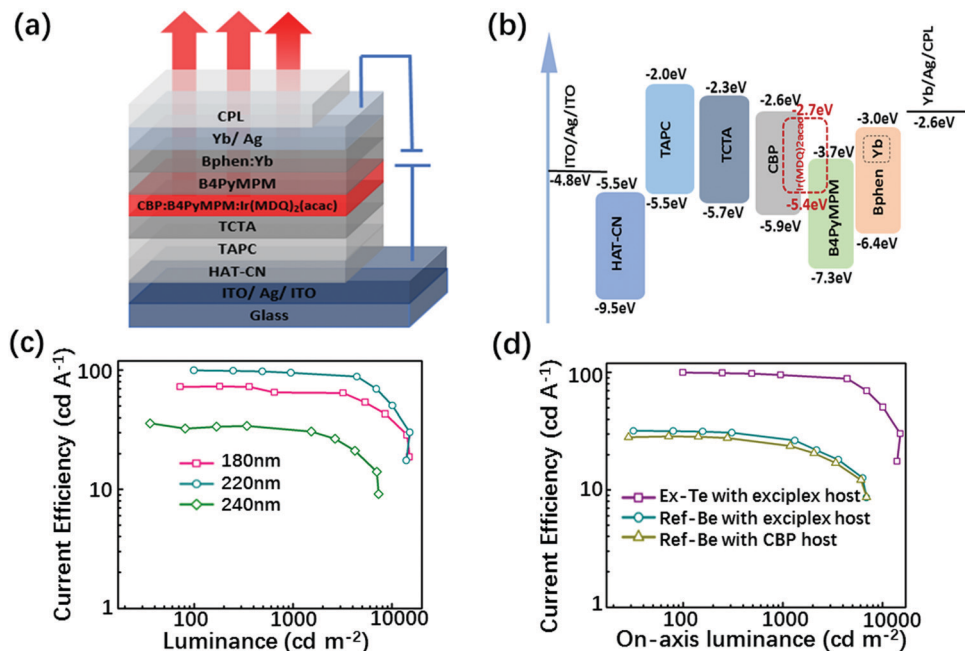 (a)
CPL
Yb/ Ag
Bphen:Yb
B4PyMPM
CBP:B4PyMPM:Ir(MDQ)₂(acac)
TCTA
TAPC
HAT-CN
ITO/ Ag/ ITO
Glass
(b)
ITO/Ag/ITO
-4.8eV
-5.5eV
HAT-CN
-9.5eV
-2.0eV
TAPC
-5.5eV
-2.3eV
TCTA
-5.7eV
-2.6eV
CBP
-5.9eV
-2.7eV
Ir(MDQ)2acac
-5.4eV
-3.7eV
B4PyMPM
-7.3eV
-3.0eV
Bphen
Yb
-6.4eV
Yb/Ag/CPL
-2.6eV
(c)
Current Efficiency (cd A⁻¹)
100
10
1
180nm
220nm
240nm
100
1000
10000
Luminance (cd m⁻²)
(d)
Current Efficiency (cd A⁻¹)
100
10
1
Ex-Te with exciplex host
Ref-Be with exciplex host
Ref-Be with CBP host
100
1000
10000
On-axis luminance (cd m⁻²)